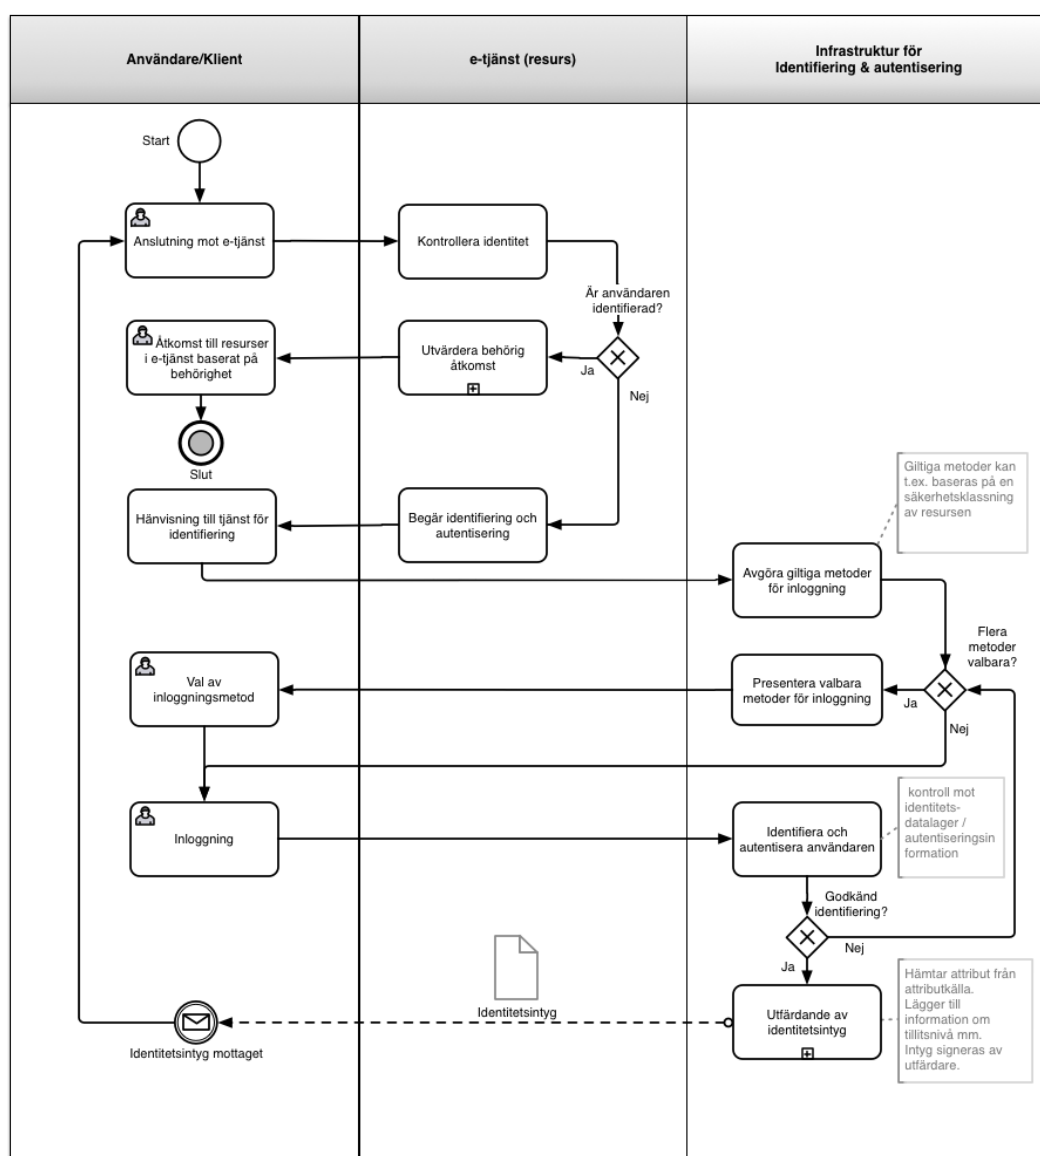 Användare/Klient
e-tjänst (resurs)
Infrastruktur för
Identifiering & autentisering
Start
Anslutning mot e-tjänst
Kontrollera identitet
Är användaren
identifierad?
Åtkomst till resurser
i e-tjänst baserat på
behörighet
Utvärdera behörig
åtkomst
Ja
Nej
Slut
Hänvisning till tjänst för
identifiering
Begär identifiering och
autentisering
Giltiga metoder kan
t.ex. baseras på en
säkerhetsklassning
av resursen
Avgöra giltiga metoder
för inloggning
Flera
metoder
valbara?
Val av
inloggningsmetod
Presentera valbara
metoder för inloggning
Ja
Nej
Inloggning
Identifiera och
autentisera användaren
kontroll mot
identitets-
datalager /
autentiseringsin
formation
Godkänd
identifiering?
Nej
Ja
Identitetsintyg
Identitetsintyg mottaget
Utfärdande av
identitetsintyg
Hämtar attribut från
attributkälla.
Lägger till
information om
tillitsnivå mm.
Intyg signeras av
utfärdare.